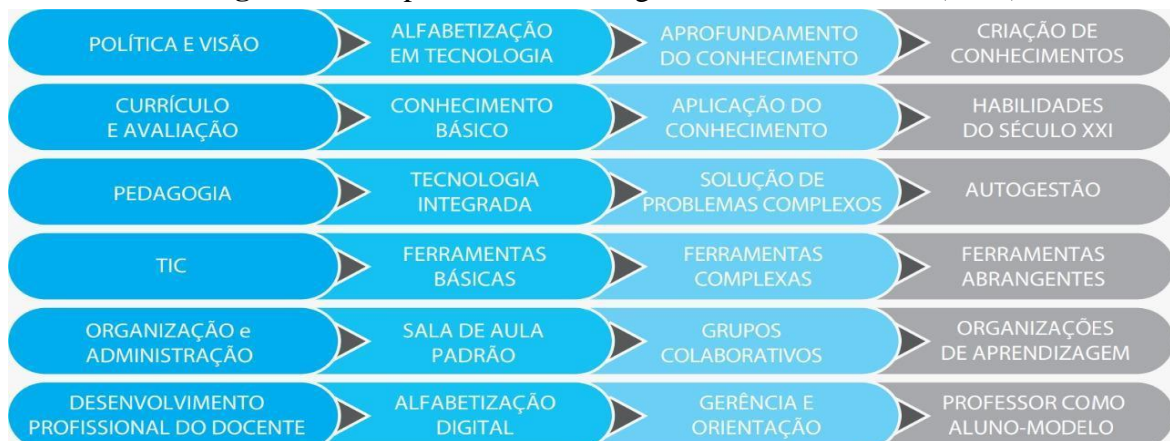 POLÍTICA E VISÃO
ALFABETIZAÇÃO
EM TECNOLOGIA
APROFUNDAMENTO
DO CONHECIMENTO
CRIAÇÃO DE
CONHECIMENTOS
CURRÍCULO
E AVALIAÇÃO
CONHECIMENTO
BÁSICO
APLICAÇÃO DO
CONHECIMENTO
HABILIDADES
DO SÉCULO XXI
PEDAGOGIA
TECNOLOGIA
INTEGRADA
SOLUÇÃO DE
PROBLEMAS COMPLEXOS
AUTOGESTÃO
TIC
FERRAMENTAS
BÁSICAS
FERRAMENTAS
COMPLEXAS
FERRAMENTAS
ABRANGENTES
ORGANIZAÇÃO e
ADMINISTRAÇÃO
SALA DE AULA
PADRÃO
GRUPOS
COLABORATIVOS
ORGANIZAÇÕES
DE APRENDIZAGEM
DESENVOLVIMENTO
PROFISSIONAL DO DOCENTE
ALFABETIZAÇÃO
DIGITAL
GERÊNCIA E
ORIENTAÇÃO
PROFESSOR COMO
ALUNO-MODELO